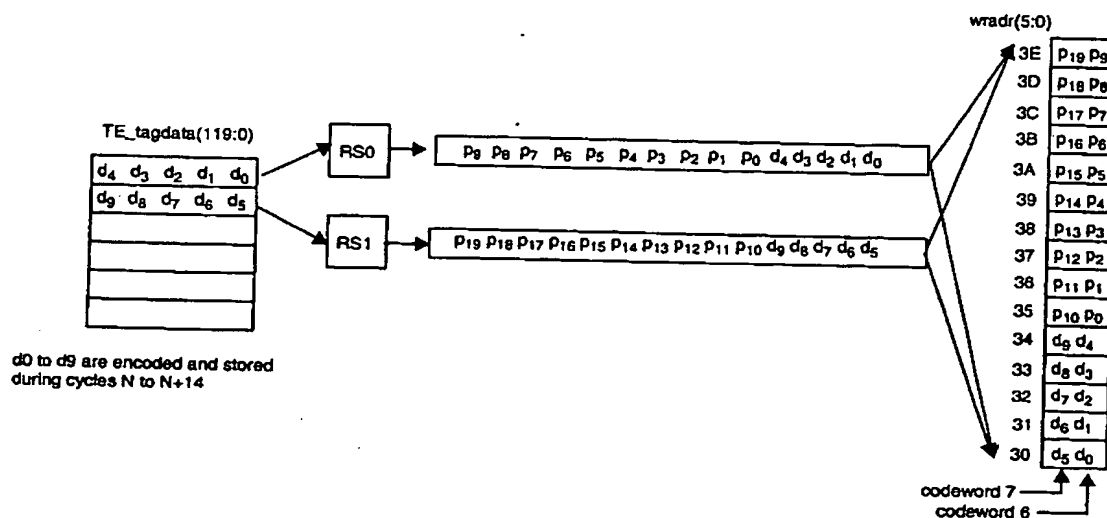 wradr(5:0)
TE_tagdata(119:0)
d4 d3 d2 d1 d0
d9 d8 d7 d6 d5
RS0
RS1
p9 p8 p7 p6 p5 p4 p3 p2 p1 p0 d4 d3 d2 d1 d0
p19 p18 p17 p16 p15 p14 p13 p12 p11 p10 d9 d8 d7 d6 d5
d0 to d9 are encoded and stored
during cycles N to N+14
3E p19 p9
3D p18 p8
3C p17 p7
3B p16 p6
3A p15 p5
39 p14 p4
38 p13 p3
37 p12 p2
36 p11 p1
35 p10 p0
34 d9 d4
33 d8 d3
32 d7 d2
31 d6 d1
30 d5 d0
codeword 7
codeword 6